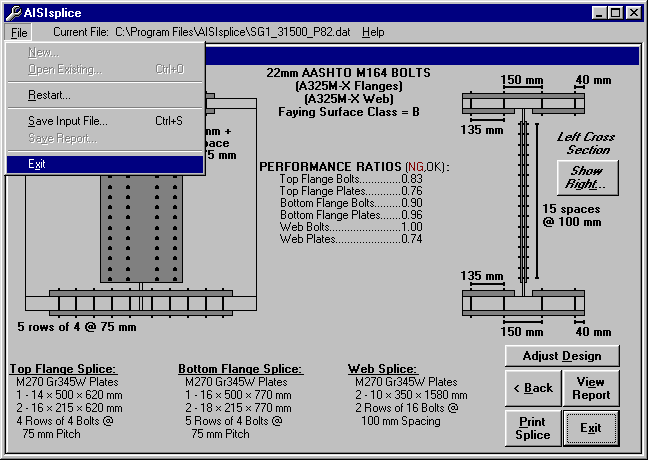 AISIsplice
File Current File: C:\Program Files\AISIsplice\SG1_31500_P82.dat Help
New...
Open Existing... Ctrl+O
Restart...
Save Input File... Ctrl+S
Save Report...
Exit
22mm AASHTO M164 BOLTS
(A325M-X Flanges)
(A325M-X Web)
Faying Surface Class = B
mm +
pace
75 mm
PERFORMANCE RATIOS (NG,OK):
Top Flange Bolts.............0.83
Top Flange Plates............0.76
Bottom Flange Bolts........0.90
Bottom Flange Plates......0.96
Web Bolts......................1.00
Web Plates.....................0.74
150 mm 40 mm
135 mm
Left Cross
Section
Show
Right...
15 spaces
@ 100 mm
135 mm
150 mm 40 mm
5 rows of 4 @ 75 mm
Top Flange Splice:
M270 Gr345W Plates
1 - 14 × 500 × 620 mm
2 - 16 × 215 × 620 mm
4 Rows of 4 Bolts @
75 mm Pitch
Bottom Flange Splice:
M270 Gr345W Plates
1 - 16 × 500 × 770 mm
2 - 18 × 215 × 770 mm
5 Rows of 4 Bolts @
75 mm Pitch
Web Splice:
M270 Gr345W Plates
2 - 10 × 350 × 1580 mm
2 Rows of 16 Bolts @
100 mm Spacing
Adjust Design
< Back
View
Report
Print
Splice
Exit